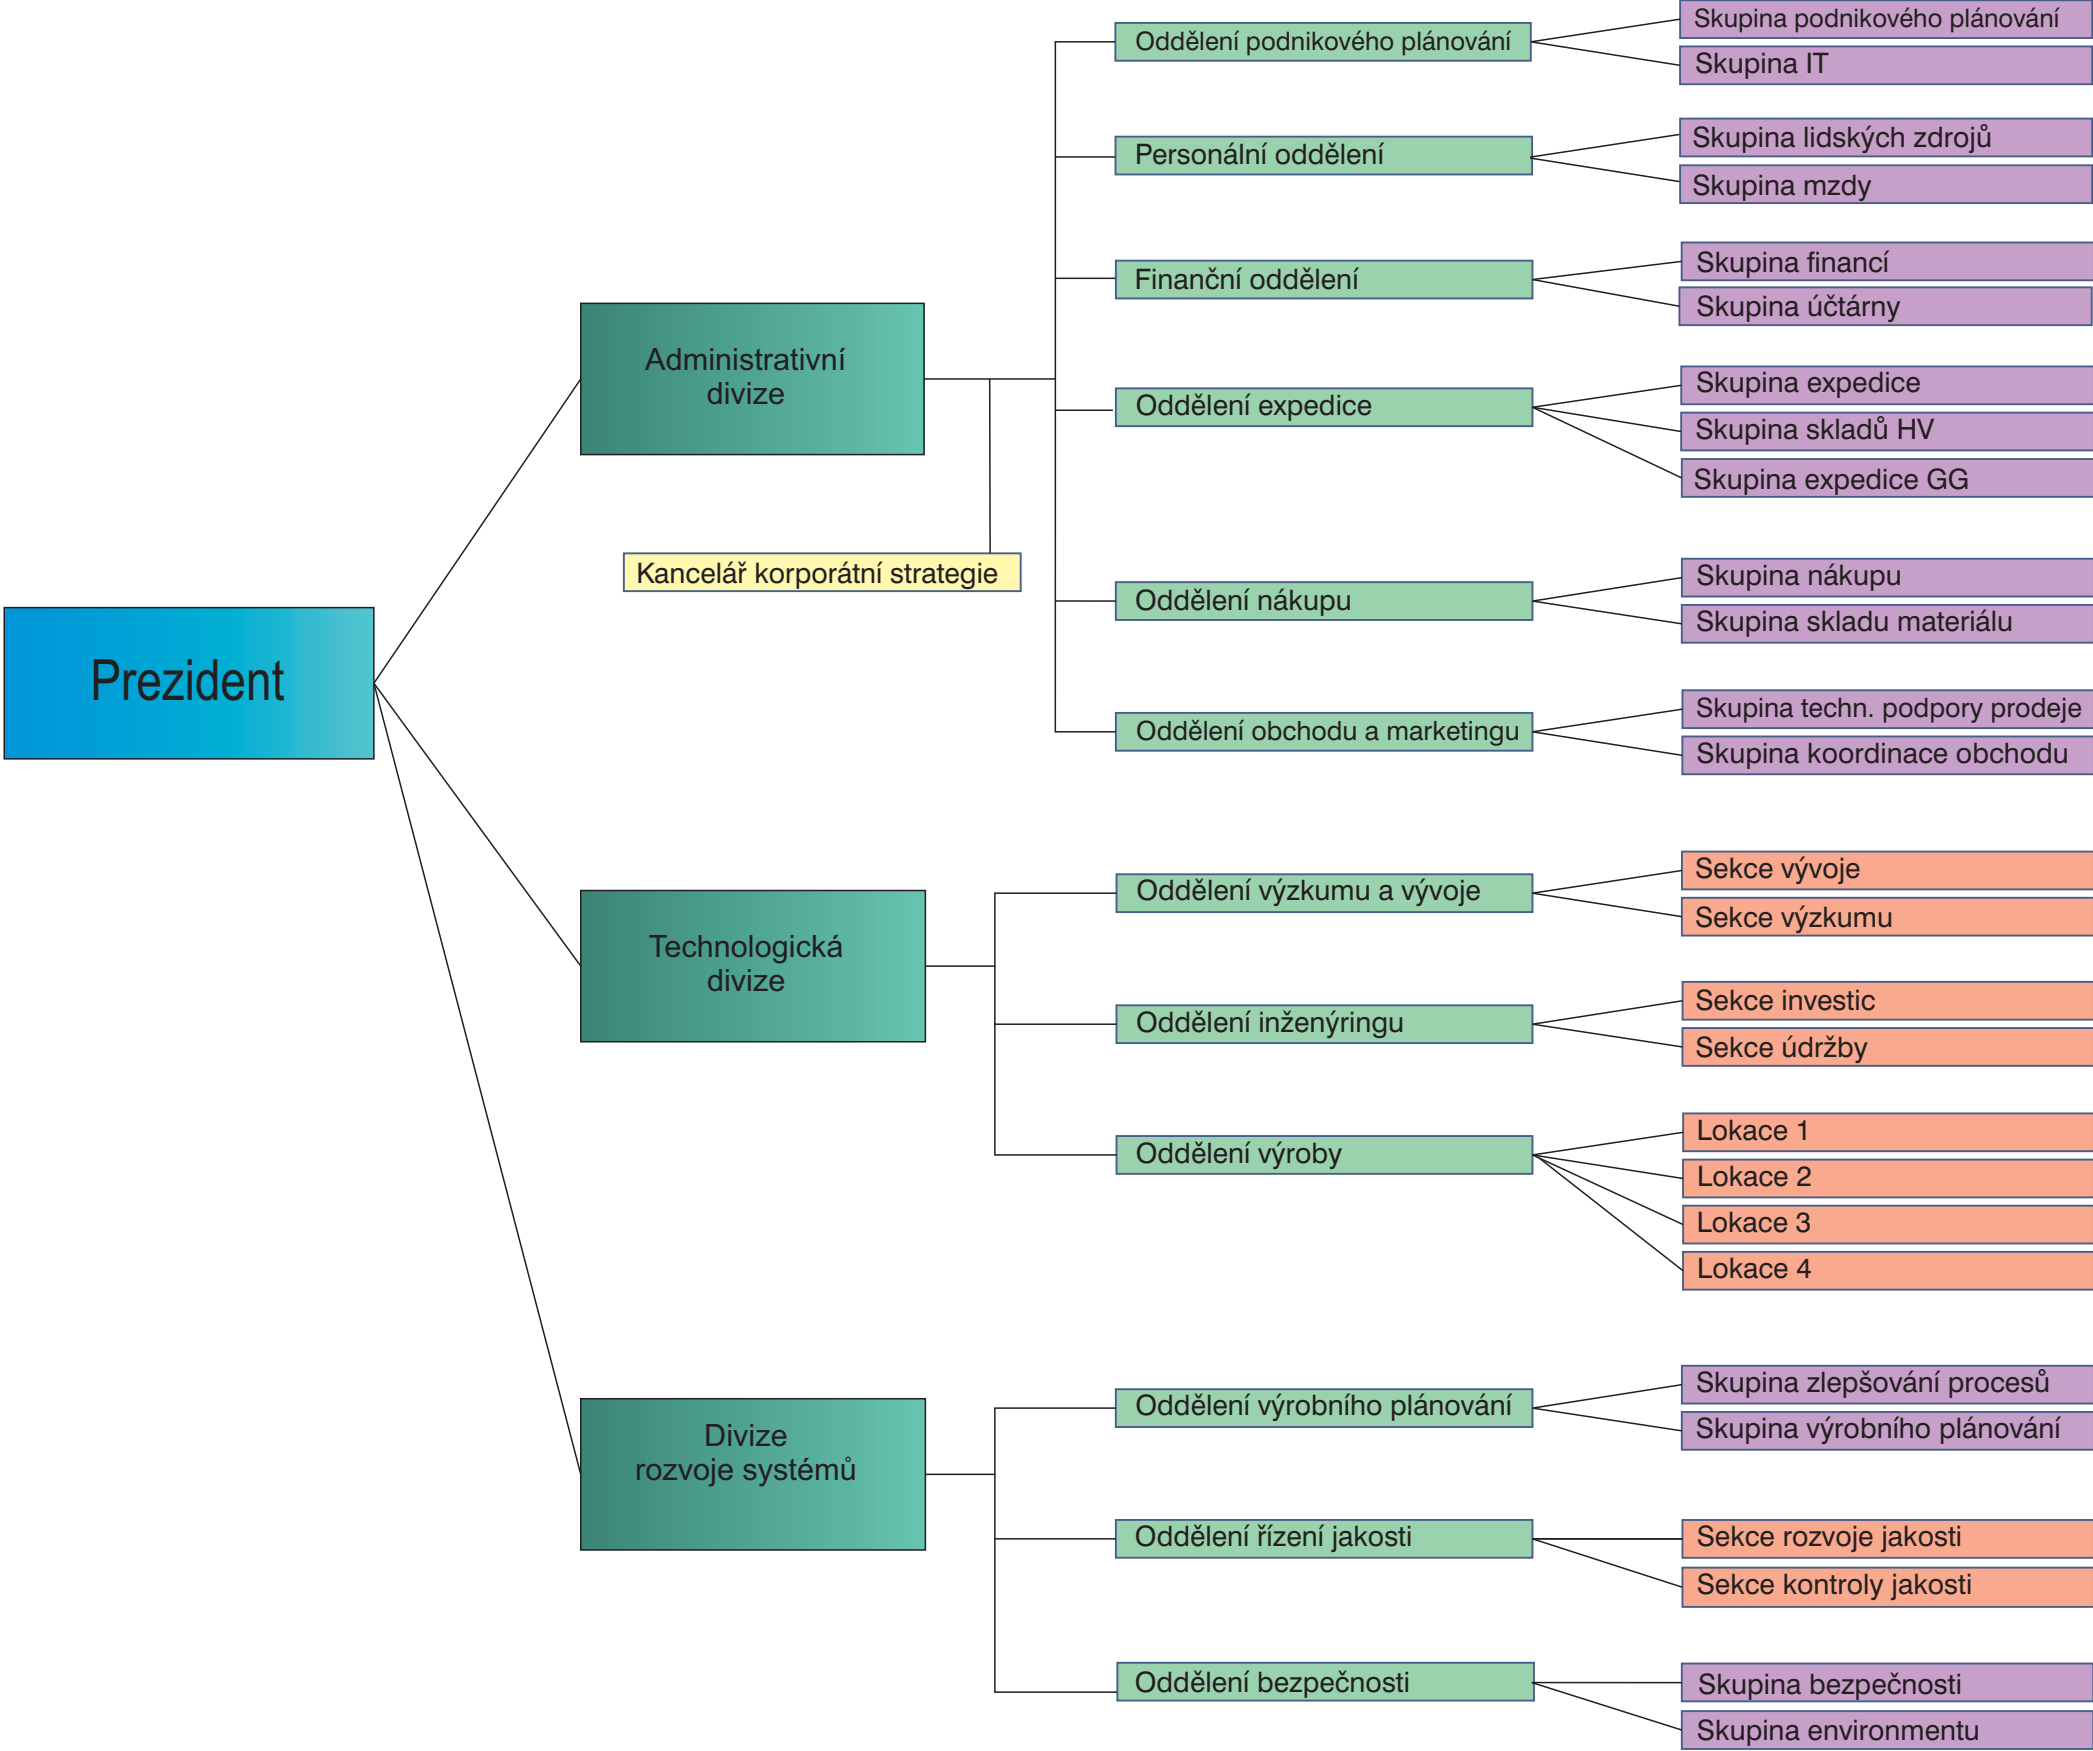 Prezident
Administrativní
divize
Kancelář korporátní strategie
Oddělení podnikového plánování
Skupina podnikového plánování
Skupina IT
Personální oddělení
Skupina lidských zdrojů
Skupina mzdy
Finanční oddělení
Skupina financí
Skupina účtárny
Oddělení expedice
Skupina expedice
Skupina skladů HV
Skupina expedice GG
Oddělení nákupu
Skupina nákupu
Skupina skladu materiálu
Oddělení obchodu a marketingu
Skupina techn. podpory prodeje
Skupina koordinace obchodu
Technologická
divize
Oddělení výzkumu a vývoje
Sekce vývoje
Sekce výzkumu
Oddělení inženýringu
Sekce investic
Sekce údržby
Oddělení výroby
Lokace 1
Lokace 2
Lokace 3
Lokace 4
Divize
rozvoje systémů
Oddělení výrobního plánování
Skupina zlepšování procesů
Skupina výrobního plánování
Oddělení řízení jakosti
Sekce rozvoje jakosti
Sekce kontroly jakosti
Oddělení bezpečnosti
Skupina bezpečnosti
Skupina environmentu